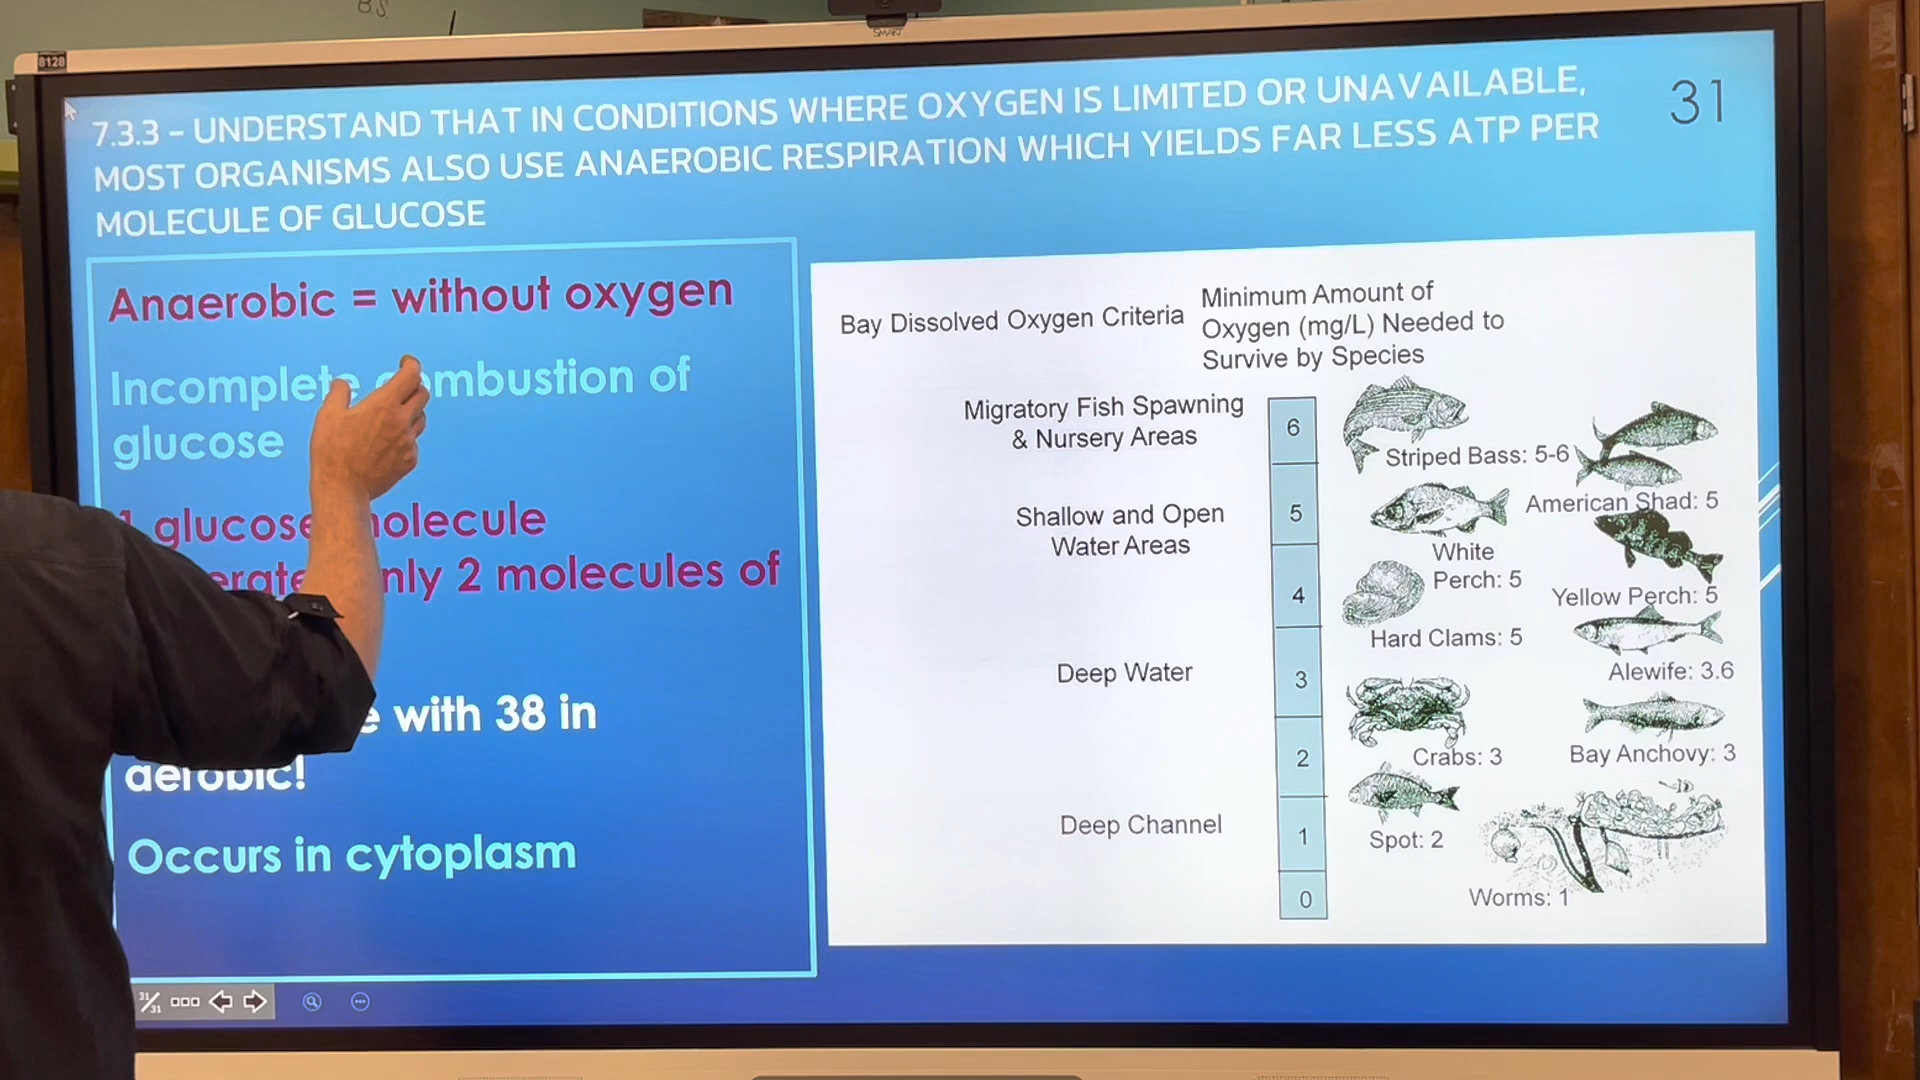 B.S.
SMART
8128
7.3.3 – UNDERSTAND THAT IN CONDITIONS WHERE OXYGEN IS LIMITED OR UNAVAILABLE,
MOST ORGANISMS ALSO USE ANAEROBIC RESPIRATION WHICH YIELDS FAR LESS ATP PER
MOLECULE OF GLUCOSE
31
Anaerobic = without oxygen
Incomplete combustion of
glucose
1 glucose molecule
only 2 molecules of
with 38 in
aerobic!
Occurs in cytoplasm
31/31
Bay Dissolved Oxygen Criteria
Minimum Amount of
Oxygen (mg/L) Needed to
Survive by Species
Migratory Fish Spawning
& Nursery Areas
Shallow and Open
Water Areas
Deep Water
Deep Channel
6
5
4
3
2
1
0
Striped Bass: 5-6
American Shad: 5
White
Perch: 5
Yellow Perch: 5
Hard Clams: 5
Alewife: 3.6
Crabs: 3
Bay Anchovy: 3
Spot: 2
Worms: 1